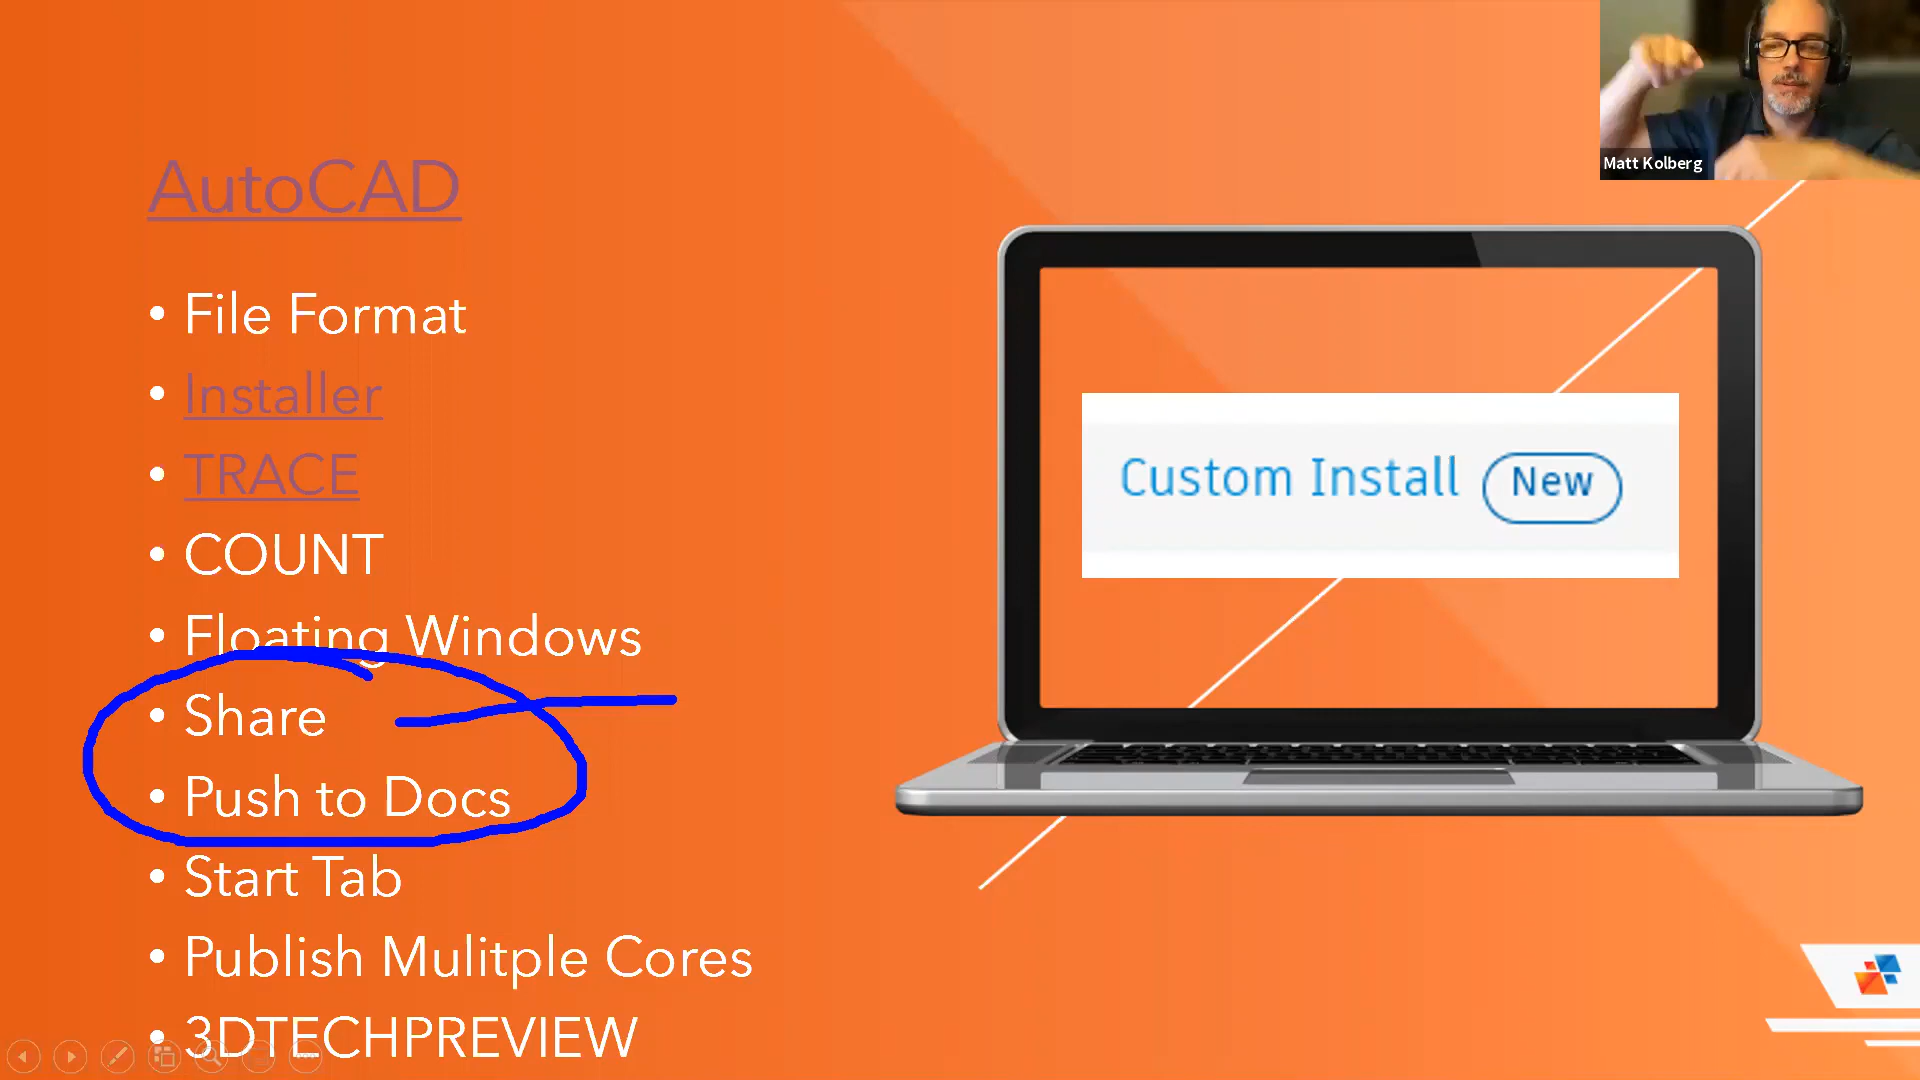 AutoCAD
• File Format
• Installer
• TRACE
• COUNT
• Floating Windows
• Share
• Push to Docs
• Start Tab
• Publish Mulitple Cores
• 3DTECHPREVIEW
Custom Install New
Matt Kolberg